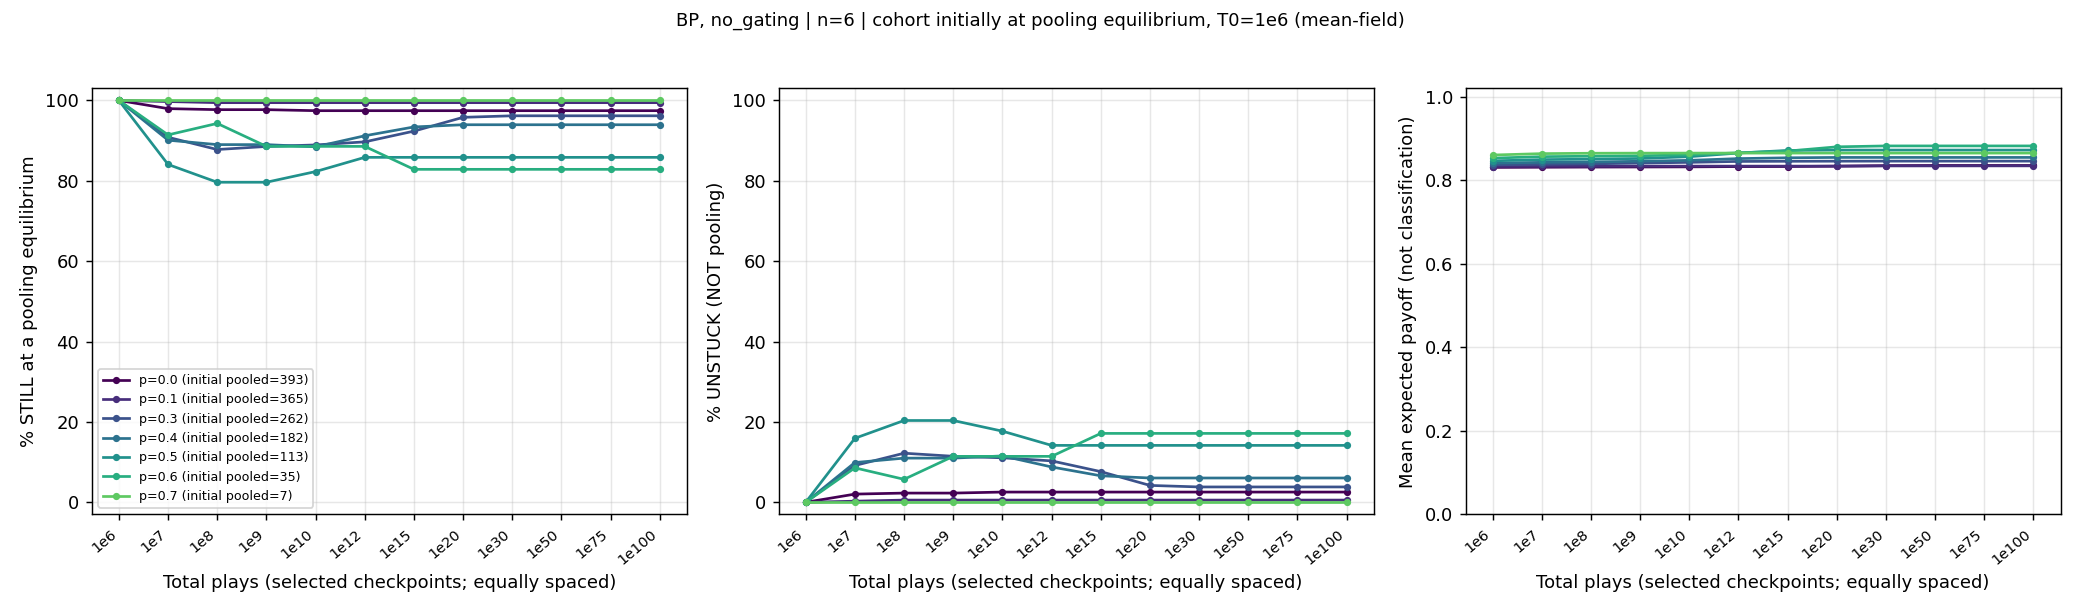 BP, no_gating | n=6 | cohort initially at pooling equilibrium, T0=1e6 (mean-field)
% STILL at a pooling equilibrium
100
80
60
40
20
0
p=0.0 (initial pooled=393)
p=0.1 (initial pooled=365)
p=0.3 (initial pooled=262)
p=0.4 (initial pooled=182)
p=0.5 (initial pooled=113)
p=0.6 (initial pooled=35)
p=0.7 (initial pooled=7)
1e6 1e7 1e8 1e9 1e10 1e12 1e15 1e20 1e30 1e50 1e75 1e100
Total plays (selected checkpoints; equally spaced)
% UNSTUCK (NOT pooling)
100
80
60
40
20
0
1e6 1e7 1e8 1e9 1e10 1e12 1e15 1e20 1e30 1e50 1e75 1e100
Total plays (selected checkpoints; equally spaced)
Mean expected payoff (not classification)
1.0
0.8
0.6
0.4
0.2
0.0
1e6 1e7 1e8 1e9 1e10 1e12 1e15 1e20 1e30 1e50 1e75 1e100
Total plays (selected checkpoints; equally spaced)